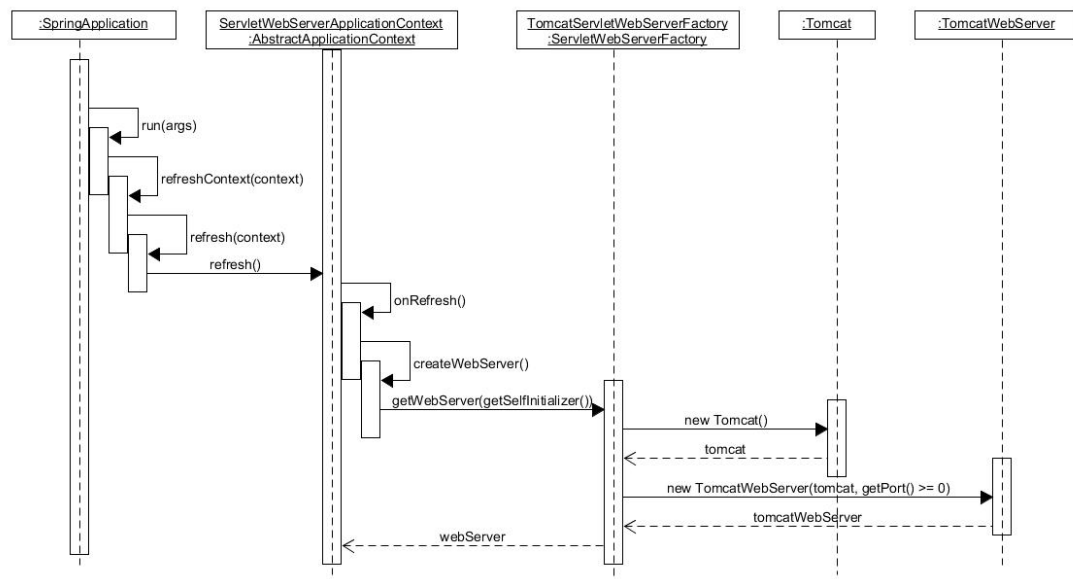 :SpringApplication
ServletWebServerApplicationContext
:AbstractApplicationContext
TomcatServletWebServerFactory
:ServletWebServerFactory
:Tomcat
:TomcatWebServer
run(args)
refreshContext(context)
refresh(context)
refresh()
onRefresh()
createWebServer()
getWebServer(getSelfInitializer())
new Tomcat()
tomcat
new TomcatWebServer(tomcat, getPort() >= 0)
tomcatWebServer
webServer